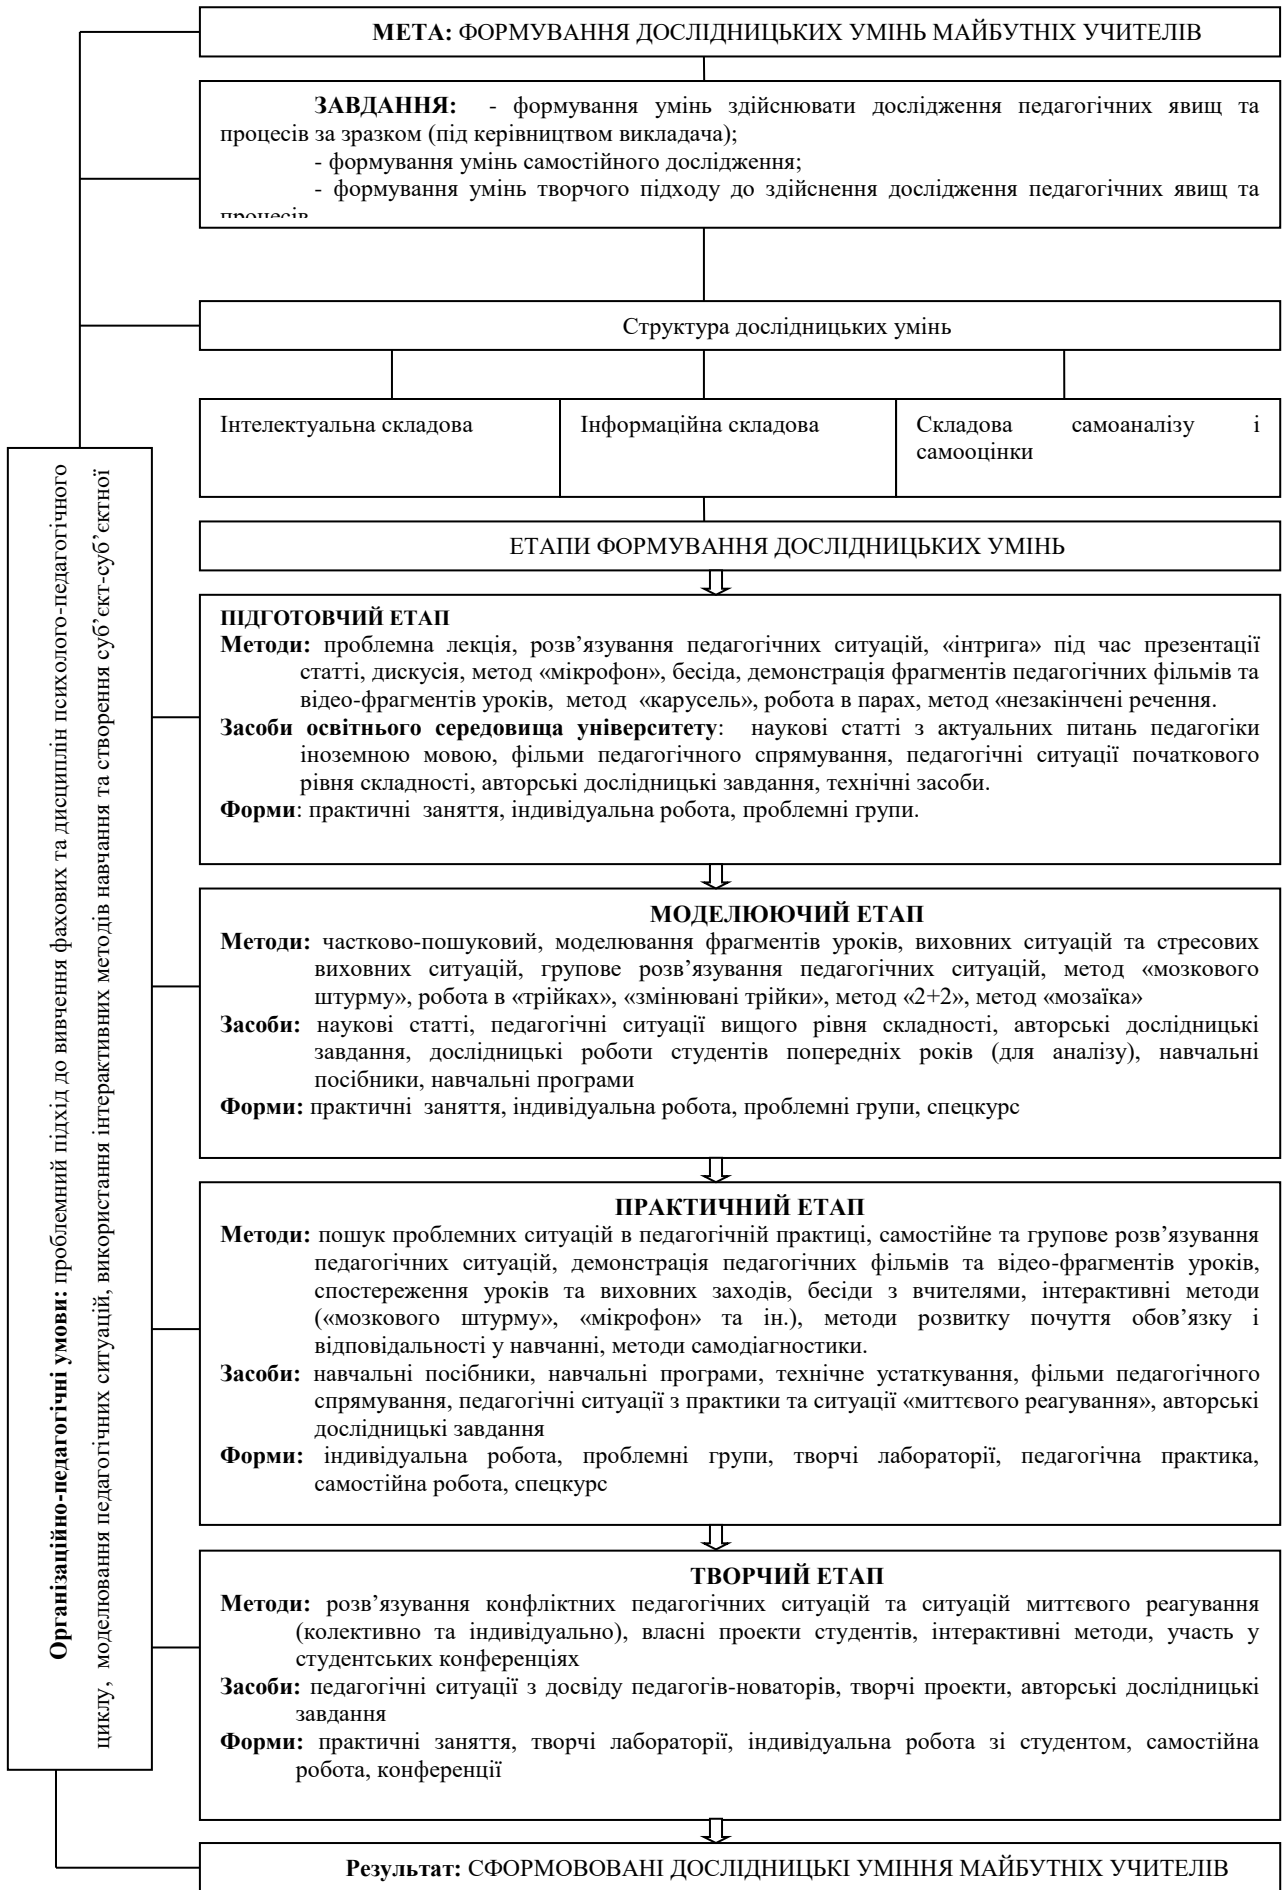 МЕТА: ФОРМУВАННЯ ДОСЛІДНИЦЬКИХ УМІНЬ МАЙБУТНІХ УЧИТЕЛІВ
ЗАВДАННЯ: - формування умінь здійснювати дослідження педагогічних явищ та
процесів за зразком (під керівництвом викладача);
- формування умінь самостійного дослідження;
- формування умінь творчого підходу до здійснення дослідження педагогічних явищ та
процесів
Структура дослідницьких умінь
Інтелектуальна складова
Інформаційна складова
Складова самоаналізу і
самооцінки
ЕТАПИ ФОРМУВАННЯ ДОСЛІДНИЦЬКИХ УМІНЬ
Організаційно-педагогічні умови: проблемний підхід до вивчення фахових та дисциплін психолого-педагогічного
циклу, моделювання педагогічних ситуацій, використання інтерактивних методів навчання та створення суб’єкт-суб’єктної
ПІДГОТОВЧИЙ ЕТАП
Методи: проблемна лекція, розв’язування педагогічних ситуацій, «інтрига» під час презентації
статті, дискусія, метод «мікрофон», бесіда, демонстрація фрагментів педагогічних фільмів та
відео-фрагментів уроків, метод «карусель», робота в парах, метод «незакінчені речення.
Засоби освітнього середовища університету: наукові статті з актуальних питань педагогіки
іноземною мовою, фільми педагогічного спрямування, педагогічні ситуації початкового
рівня складності, авторські дослідницькі завдання, технічні засоби.
Форми: практичні заняття, індивідуальна робота, проблемні групи.
МОДЕЛЮЮЧИЙ ЕТАП
Методи: частково-пошуковий, моделювання фрагментів уроків, виховних ситуацій та стресових
виховних ситуацій, групове розв’язування педагогічних ситуацій, метод «мозкового
штурму», робота в «трійках», «змінювані трійки», метод «2+2», метод «мозаїка»
Засоби: наукові статті, педагогічні ситуації вищого рівня складності, авторські дослідницькі
завдання, дослідницькі роботи студентів попередніх років (для аналізу), навчальні
посібники, навчальні програми
Форми: практичні заняття, індивідуальна робота, проблемні групи, спецкурс
ПРАКТИЧНИЙ ЕТАП
Методи: пошук проблемних ситуацій в педагогічній практиці, самостійне та групове розв’язування
педагогічних ситуацій, демонстрація педагогічних фільмів та відео-фрагментів уроків,
спостереження уроків та виховних заходів, бесіди з вчителями, інтерактивні методи
(«мозкового штурму», «мікрофон» та ін.), методи розвитку почуття обов’язку і
відповідальності у навчанні, методи самодіагностики.
Засоби: навчальні посібники, навчальні програми, технічне устаткування, фільми педагогічного
спрямування, педагогічні ситуації з практики та ситуації «миттєвого реагування», авторські
дослідницькі завдання
Форми: індивідуальна робота, проблемні групи, творчі лабораторії, педагогічна практика,
самостійна робота, спецкурс
ТВОРЧИЙ ЕТАП
Методи: розв’язування конфліктних педагогічних ситуацій та ситуацій миттєвого реагування
(колективно та індивідуально), власні проекти студентів, інтерактивні методи, участь у
студентських конференціях
Засоби: педагогічні ситуації з досвіду педагогів-новаторів, творчі проекти, авторські дослідницькі
завдання
Форми: практичні заняття, творчі лабораторії, індивідуальна робота зі студентом, самостійна
робота, конференції
Результат: СФОРМОВОВАНІ ДОСЛІДНИЦЬКІ УМІННЯ МАЙБУТНІХ УЧИТЕЛІВ